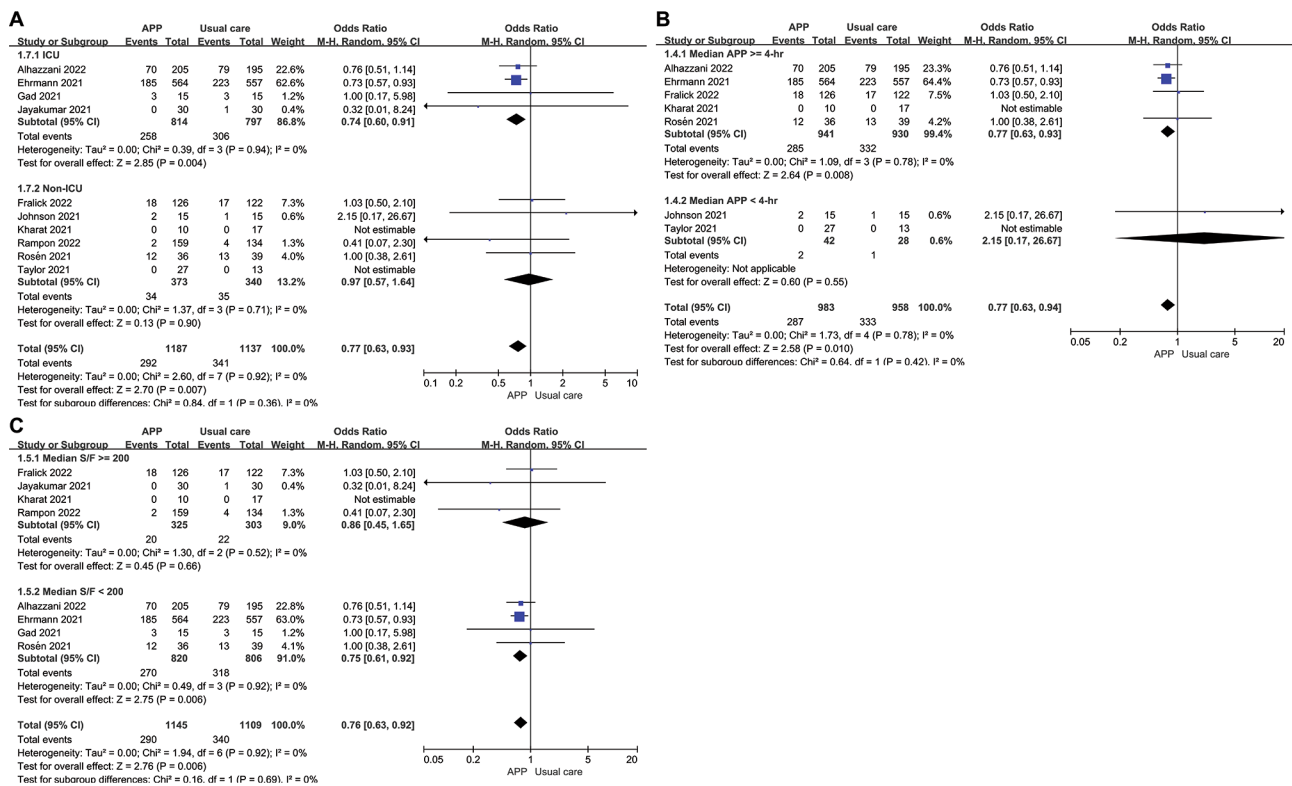 A
APP Usual care Odds Ratio Odds Ratio
Study or Subgroup Events Total Events Total Weight M-H, Random, 95% CI M-H, Random, 95% CI
1.7.1 ICU
Alhazzani 2022 70 205 79 195 22.6% 0.76 [0.51, 1.14]
Ehrmann 2021 185 564 223 557 62.6% 0.73 [0.57, 0.93]
Gad 2021 3 15 3 15 1.2% 1.00 [0.17, 5.98]
Jayakumar 2021 0 30 1 30 0.4% 0.32 [0.01, 8.24]
Subtotal (95% CI) 814 797 86.8% 0.74 [0.60, 0.91]
Total events 258 306
Heterogeneity: Tau² = 0.00; Chi² = 0.39, df = 3 (P = 0.94); I² = 0%
Test for overall effect: Z = 2.85 (P = 0.004)
1.7.2 Non-ICU
Fralick 2022 18 126 17 122 7.3% 1.03 [0.50, 2.10]
Johnson 2021 2 15 1 15 0.6% 2.15 [0.17, 26.67]
Kharat 2021 0 10 0 17 Not estimable
Rampon 2022 2 159 4 134 1.3% 0.41 [0.07, 2.30]
Rosén 2021 12 36 13 39 4.0% 1.00 [0.38, 2.61]
Taylor 2021 0 27 0 13 Not estimable
Subtotal (95% CI) 373 340 13.2% 0.97 [0.57, 1.64]
Total events 34 35
Heterogeneity: Tau² = 0.00; Chi² = 1.37, df = 3 (P = 0.71); I² = 0%
Test for overall effect: Z = 0.13 (P = 0.90)
Total (95% CI) 1187 1137 100.0% 0.77 [0.63, 0.93]
Total events 292 341
Heterogeneity: Tau² = 0.00; Chi² = 2.60, df = 7 (P = 0.92); I² = 0%
Test for overall effect: Z = 2.70 (P = 0.007)
Test for subgroup differences: Chi² = 0.84, df = 1 (P = 0.36), I² = 0%
0.1 0.2 0.5 1 2 5 10
APP Usual care
B
APP Usual care Odds Ratio Odds Ratio
Study or Subgroup Events Total Events Total Weight M-H, Random, 95% CI M-H, Random, 95% CI
1.4.1 Median APP >= 4-hr
Alhazzani 2022 70 205 79 195 23.3% 0.76 [0.51, 1.14]
Ehrmann 2021 185 564 223 557 64.4% 0.73 [0.57, 0.93]
Fralick 2022 18 126 17 122 7.5% 1.03 [0.50, 2.10]
Kharat 2021 0 10 0 17 Not estimable
Rosén 2021 12 36 13 39 4.2% 1.00 [0.38, 2.61]
Subtotal (95% CI) 941 930 99.4% 0.77 [0.63, 0.93]
Total events 285 332
Heterogeneity: Tau² = 0.00; Chi² = 1.09, df = 3 (P = 0.78); I² = 0%
Test for overall effect: Z = 2.64 (P = 0.008)
1.4.2 Median APP < 4-hr
Johnson 2021 2 15 1 15 0.6% 2.15 [0.17, 26.67]
Taylor 2021 0 27 0 13 Not estimable
Subtotal (95% CI) 42 28 0.6% 2.15 [0.17, 26.67]
Total events 2 1
Heterogeneity: Not applicable
Test for overall effect: Z = 0.60 (P = 0.55)
Total (95% CI) 983 958 100.0% 0.77 [0.63, 0.94]
Total events 287 333
Heterogeneity: Tau² = 0.00; Chi² = 1.73, df = 4 (P = 0.78); I² = 0%
Test for overall effect: Z = 2.58 (P = 0.010)
Test for subgroup differences: Chi² = 0.64, df = 1 (P = 0.42), I² = 0%
0.05 0.2 1 5 20
APP Usual care
C
APP Usual care Odds Ratio Odds Ratio
Study or Subgroup Events Total Events Total Weight M-H, Random, 95% CI M-H, Random, 95% CI
1.5.1 Median S/F >= 200
Fralick 2022 18 126 17 122 7.3% 1.03 [0.50, 2.10]
Jayakumar 2021 0 30 1 30 0.4% 0.32 [0.01, 8.24]
Kharat 2021 0 10 0 17 Not estimable
Rampon 2022 2 159 4 134 1.3% 0.41 [0.07, 2.30]
Subtotal (95% CI) 325 303 9.0% 0.86 [0.45, 1.65]
Total events 20 22
Heterogeneity: Tau² = 0.00; Chi² = 1.30, df = 2 (P = 0.52); I² = 0%
Test for overall effect: Z = 0.45 (P = 0.66)
1.5.2 Median S/F < 200
Alhazzani 2022 70 205 79 195 22.8% 0.76 [0.51, 1.14]
Ehrmann 2021 185 564 223 557 63.0% 0.73 [0.57, 0.93]
Gad 2021 3 15 3 15 1.2% 1.00 [0.17, 5.98]
Rosén 2021 12 36 13 39 4.1% 1.00 [0.38, 2.61]
Subtotal (95% CI) 820 806 91.0% 0.75 [0.61, 0.92]
Total events 270 318
Heterogeneity: Tau² = 0.00; Chi² = 0.49, df = 3 (P = 0.92); I² = 0%
Test for overall effect: Z = 2.75 (P = 0.006)
Total (95% CI) 1145 1109 100.0% 0.76 [0.63, 0.92]
Total events 290 340
Heterogeneity: Tau² = 0.00; Chi² = 1.94, df = 6 (P = 0.92); I² = 0%
Test for overall effect: Z = 2.76 (P = 0.006)
Test for subgroup differences: Chi² = 0.16, df = 1 (P = 0.69), I² = 0%
0.05 0.2 1 5 20
APP Usual care